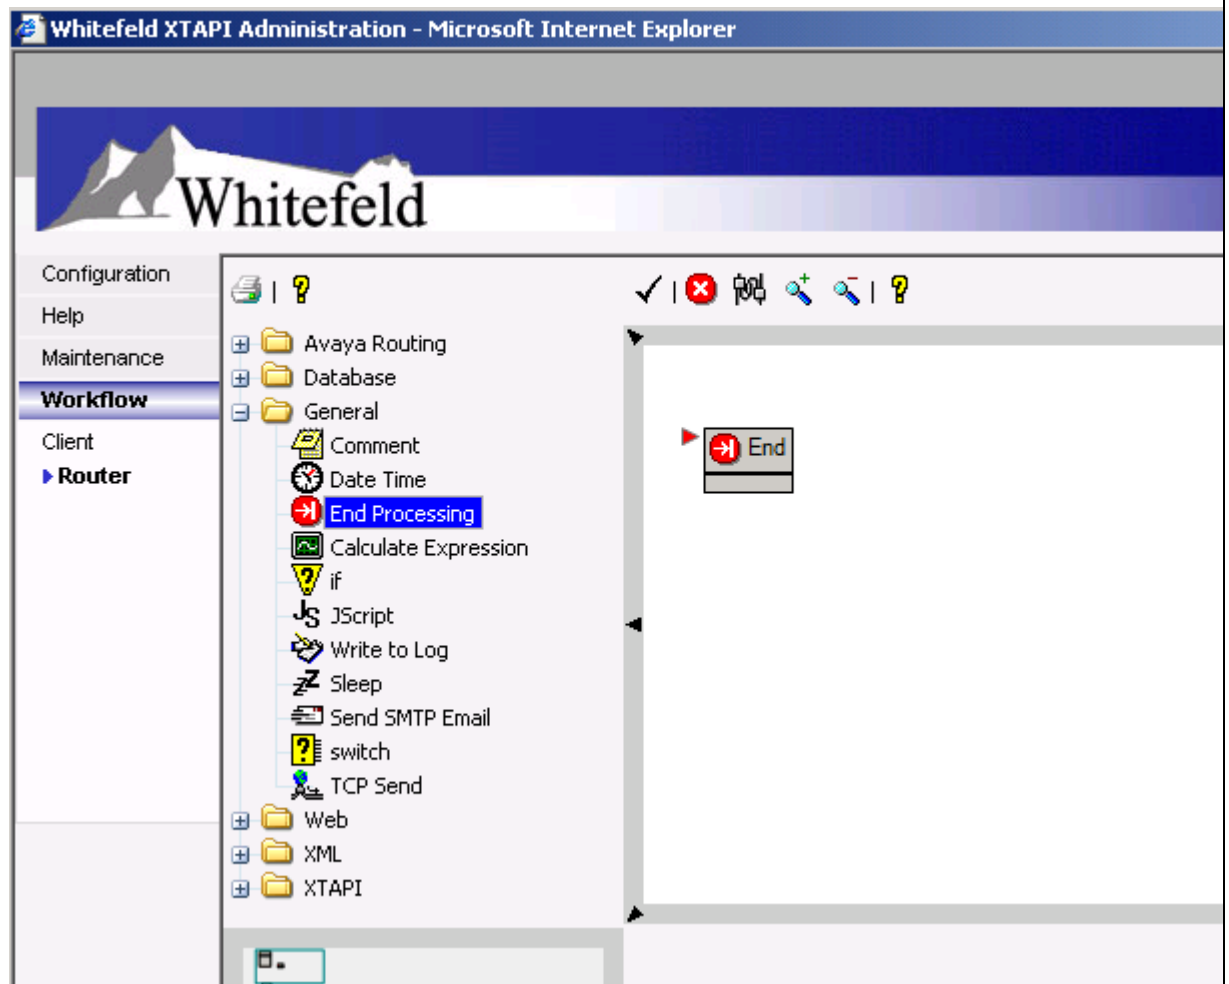 Whitefeld XTAPI Administration - Microsoft Internet Explorer
Whitefeld
Configuration
Help
Maintenance
Workflow
Client
Router
Avaya Routing
Database
General
Comment
Date Time
End Processing
Calculate Expression
if
JS JScript
Write to Log
Sleep
Send SMTP Email
switch
TCP Send
Web
XML
XTAPI
End